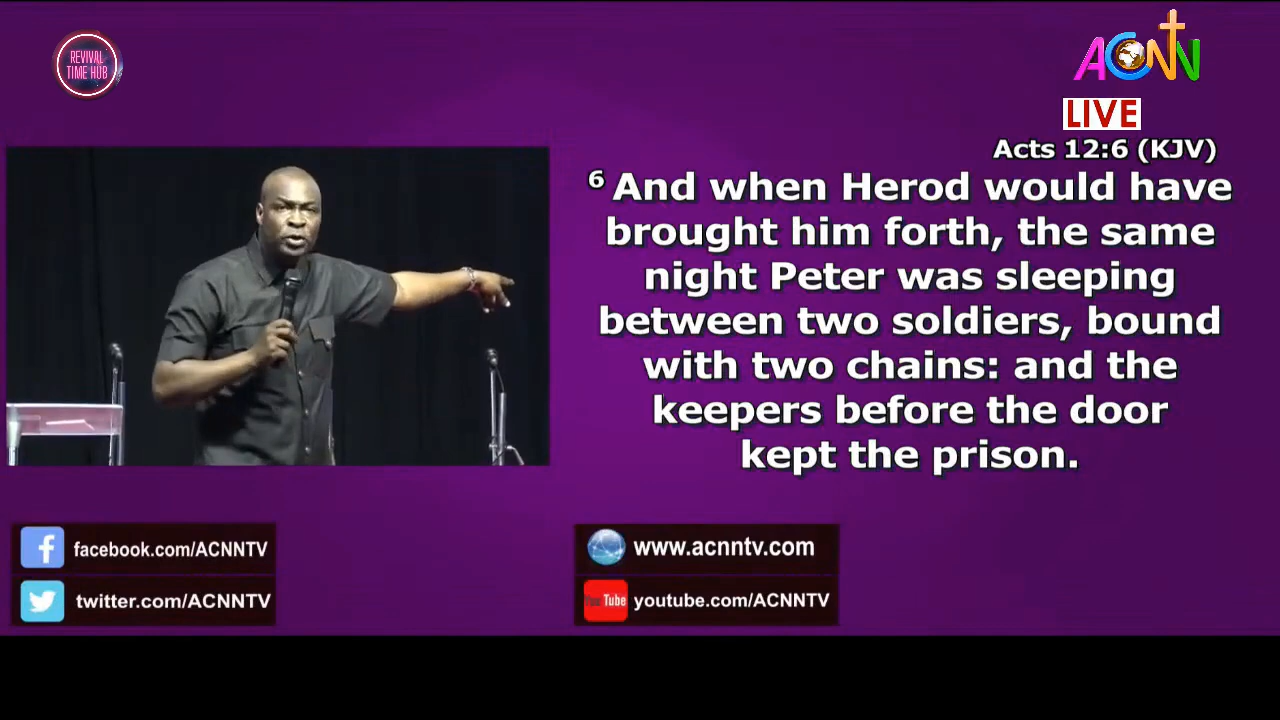 REVIVAL
TIME HUB
ACNN
LIVE
Acts 12:6 (KJV)
6 And when Herod would have
brought him forth, the same
night Peter was sleeping
between two soldiers, bound
with two chains: and the
keepers before the door
kept the prison.
facebook.com/ACNNTV
twitter.com/ACNNTV
www.acnntv.com
YouTube youtube.com/ACNNTV